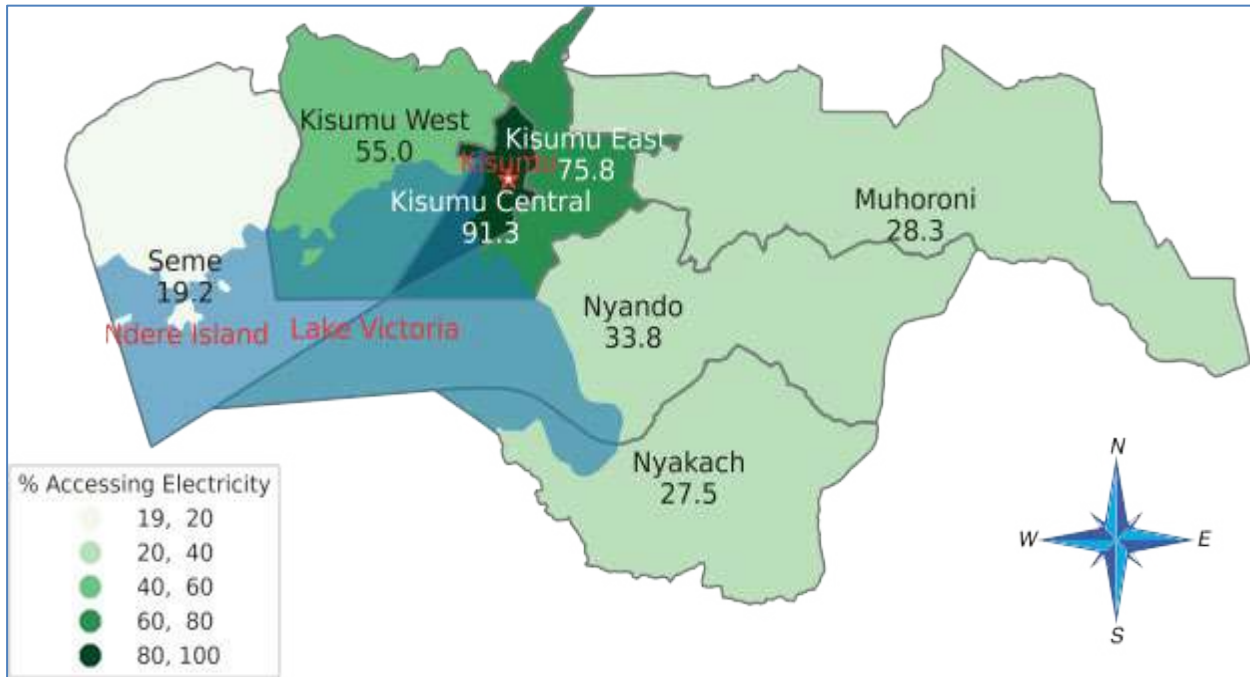 Kisumu West
55.0
Kisumu East
75.8
Kisumu
Kisumu Central
91.3
Muhoroni
28.3
Seme
19.2
Ndere Island
Lake Victoria
Nyando
33.8
Nyakach
27.5
% Accessing Electricity
19, 20
20, 40
40, 60
60, 80
80, 100
N
W
E
S